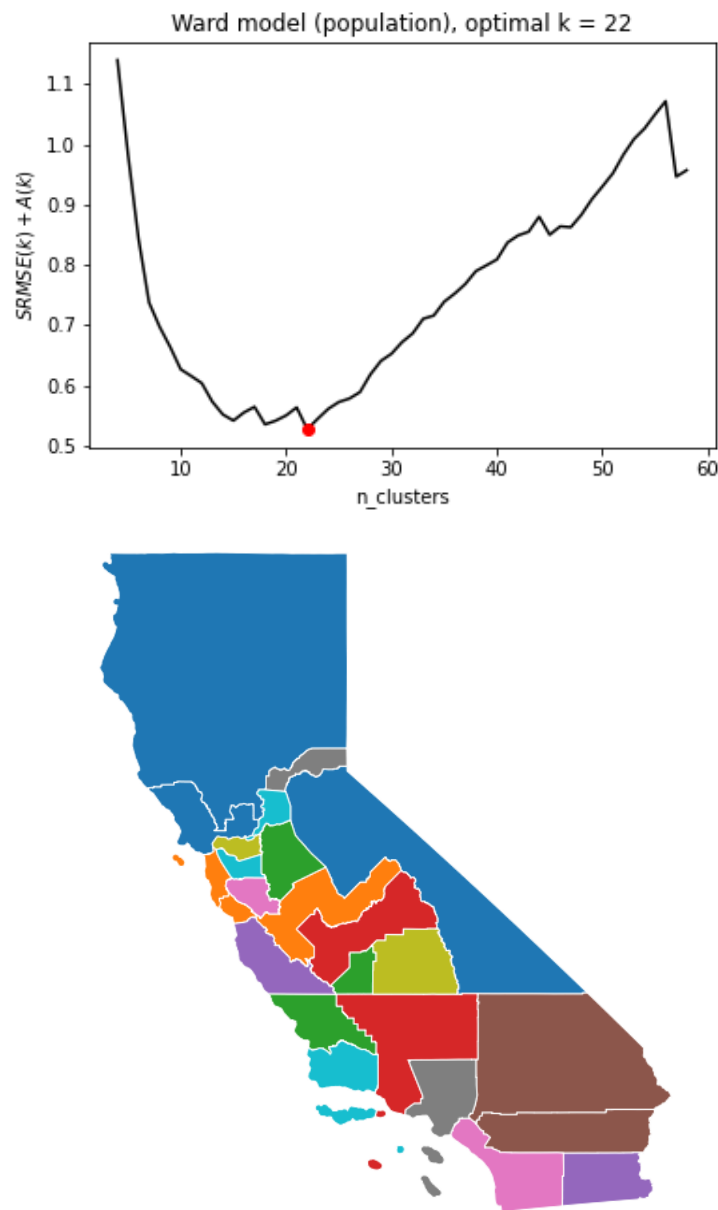 Ward model (population), optimal k = 22
1.1
1.0
0.9
0.8
0.7
0.6
0.5
SRMSE(k) + A(k)
10 20 30 40 50 60
n_clusters